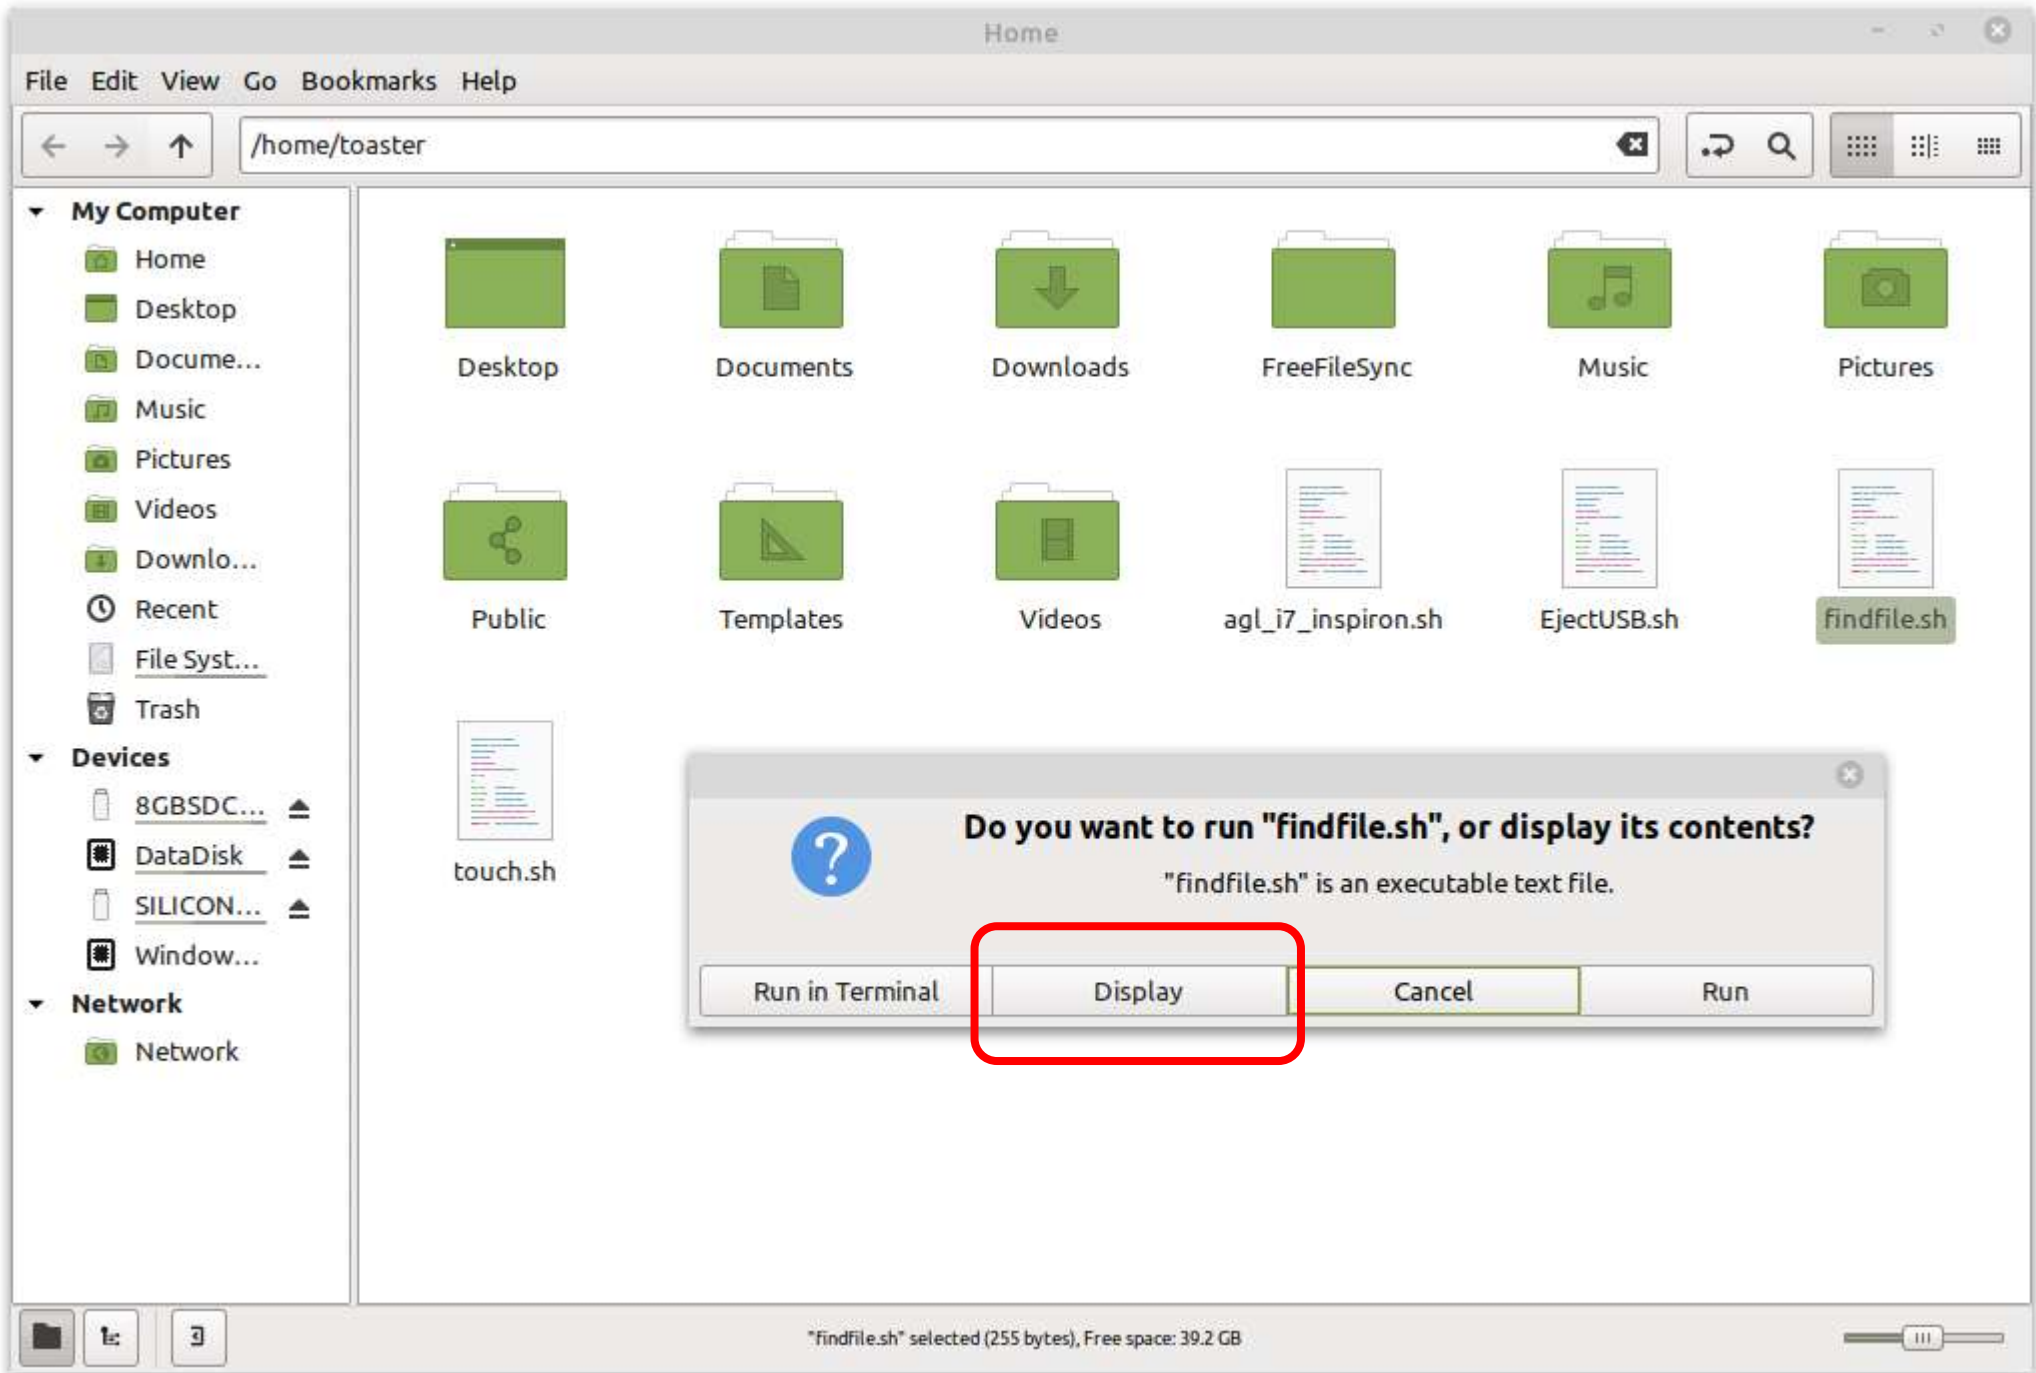 Home
File Edit View Go Bookmarks Help
/home/toaster
My Computer
Home
Desktop
Docume...
Music
Pictures
Videos
Downlo...
Recent
File Syst...
Trash
Devices
8GBSDC...
DataDisk
SILICON...
Window...
Network
Network
Desktop Documents Downloads FreeFileSync Music Pictures
Public Templates Videos agl_i7_inspiron.sh EjectUSB.sh findfile.sh
touch.sh
Do you want to run "findfile.sh", or display its contents?
"findfile.sh" is an executable text file.
Run in Terminal Display Cancel Run
"findfile.sh" selected (255 bytes), Free space: 39.2 GB